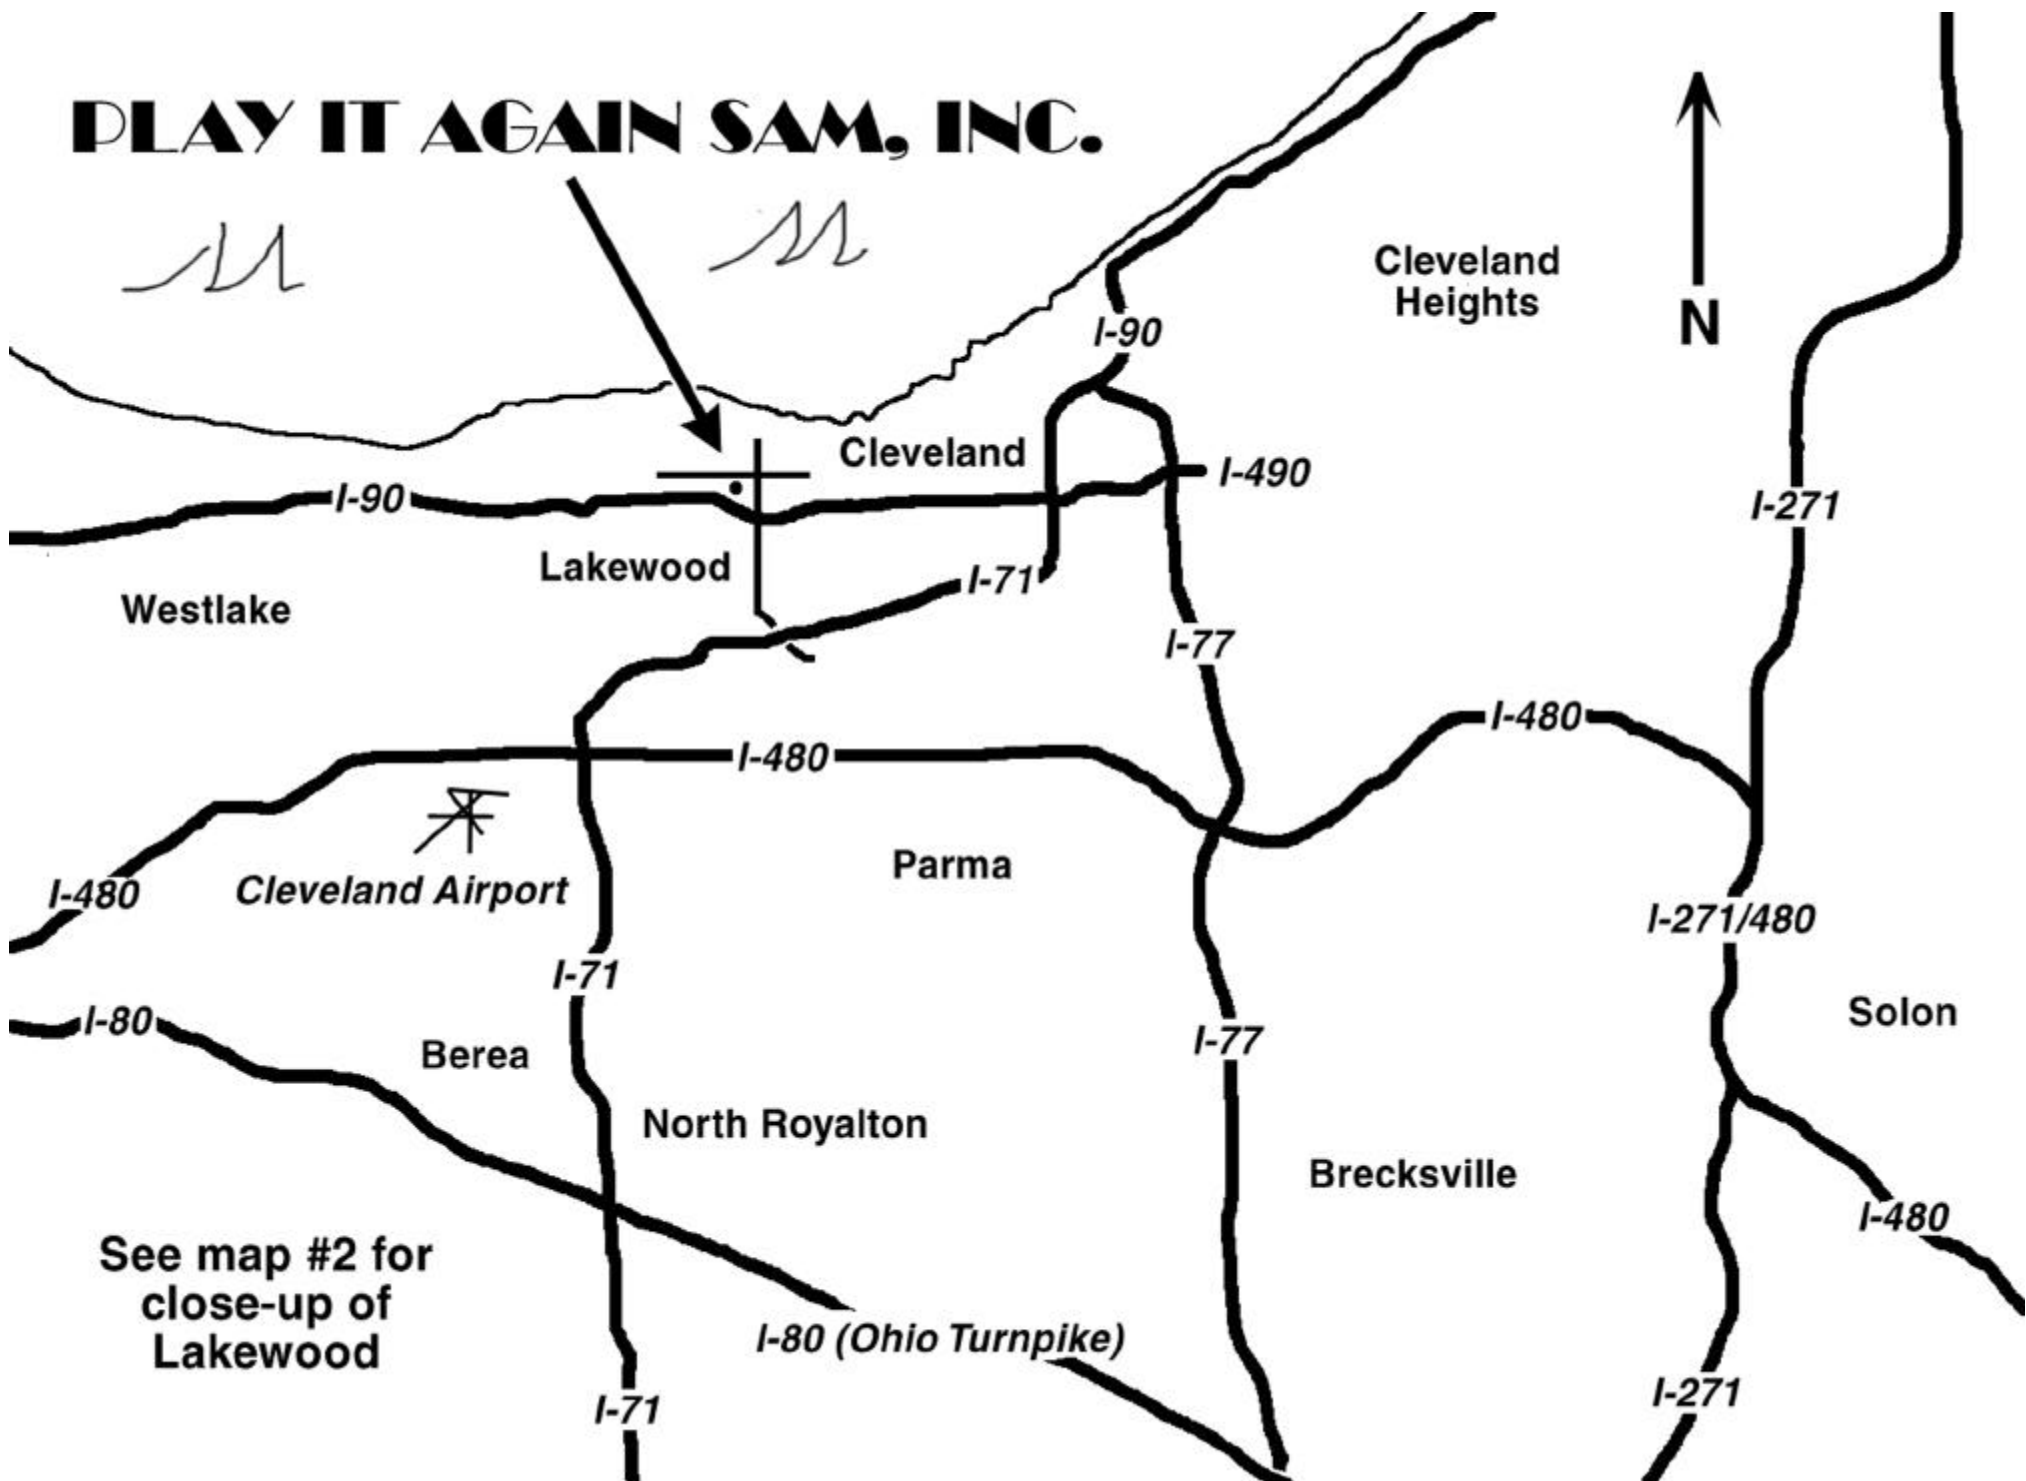 PLAY IT AGAIN SAM, INC.
Cleveland
Heights
N
I-90
Cleveland
I-490
I-90
I-271
Lakewood
I-71
Westlake
I-77
I-480
I-480
Parma
I-480
Cleveland Airport
I-271/480
I-71
I-80
Solon
Berea
I-77
North Royalton
Brecksville
I-480
See map #2 for
close-up of
Lakewood
I-80 (Ohio Turnpike)
I-271
I-71